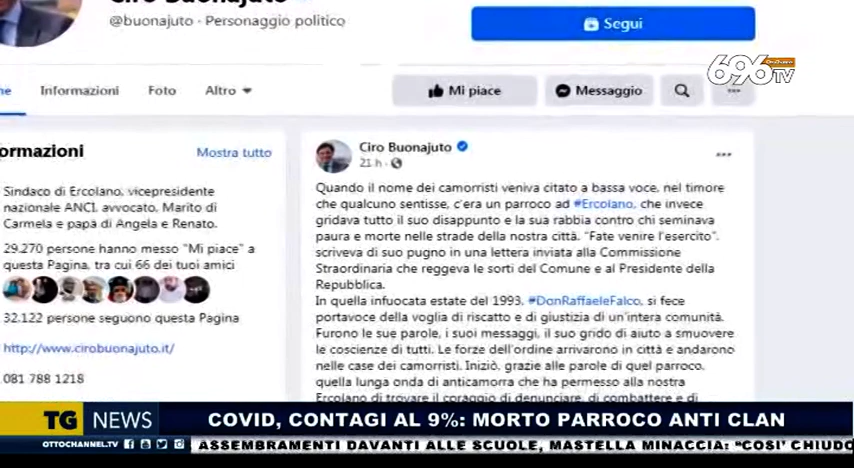 Ciro Buonajuto
@buonajuto · Personaggio politico
Segui
696 TV
Informazioni
Foto
Altro
Mi piace
Messaggio
ormazioni
Mostra tutto
Sindaco di Ercolano, vicepresidente
nazionale ANCI, avvocato, Marito di
Carmela e papà di Angela e Renato.
29.270 persone hanno messo "Mi piace" a
questa Pagina, tra cui 66 dei tuoi amici
32.122 persone seguono questa Pagina
http://www.cirobuonajuto.it/
081 788 1218
Ciro Buonajuto
21 h ·
Quando il nome dei camorristi veniva citato a bassa voce, nel timore
che qualcuno sentisse, c'era un parroco ad #Ercolano, che invece
gridava tutto il suo disappunto e la sua rabbia contro chi seminava
paura e morte nelle strade della nostra città. "Fate venire l'esercito",
scriveva di suo pugno in una lettera inviata alla Commissione
Straordinaria che reggeva le sorti del Comune e al Presidente della
Repubblica.
In quella infuocata estate del 1993, #DonRaffaeleFalco, si fece
portavoce della voglia di riscatto e di giustizia di un'intera comunità.
Furono le sue parole, i suoi messaggi, il suo grido di aiuto a smuovere
le coscienze di tutti. Le forze dell'ordine arrivarono in città e andarono
nelle case dei camorristi. Iniziò, grazie alle parole di quel parroco,
quella lunga onda di anticamorra che ha permesso alla nostra
Ercolano di trovare il coraggio di denunciare, di combattere e di
TG NEWS
COVID, CONTAGI AL 9%: MORTO PARROCO ANTI CLAN
OTTOCHANNEL.TV
ASSEMBRAMENTI DAVANTI ALLE SCUOLE, MASTELLA MINACCIA: "COSI' CHIUDO